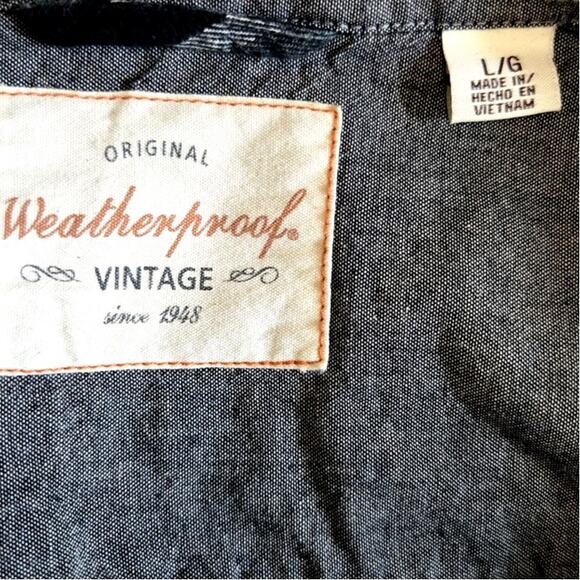 L/G
MADE IN/
HECHO EN
VIETNAM
ORIGINAL
Weatherproof®
VINTAGE
since 1948